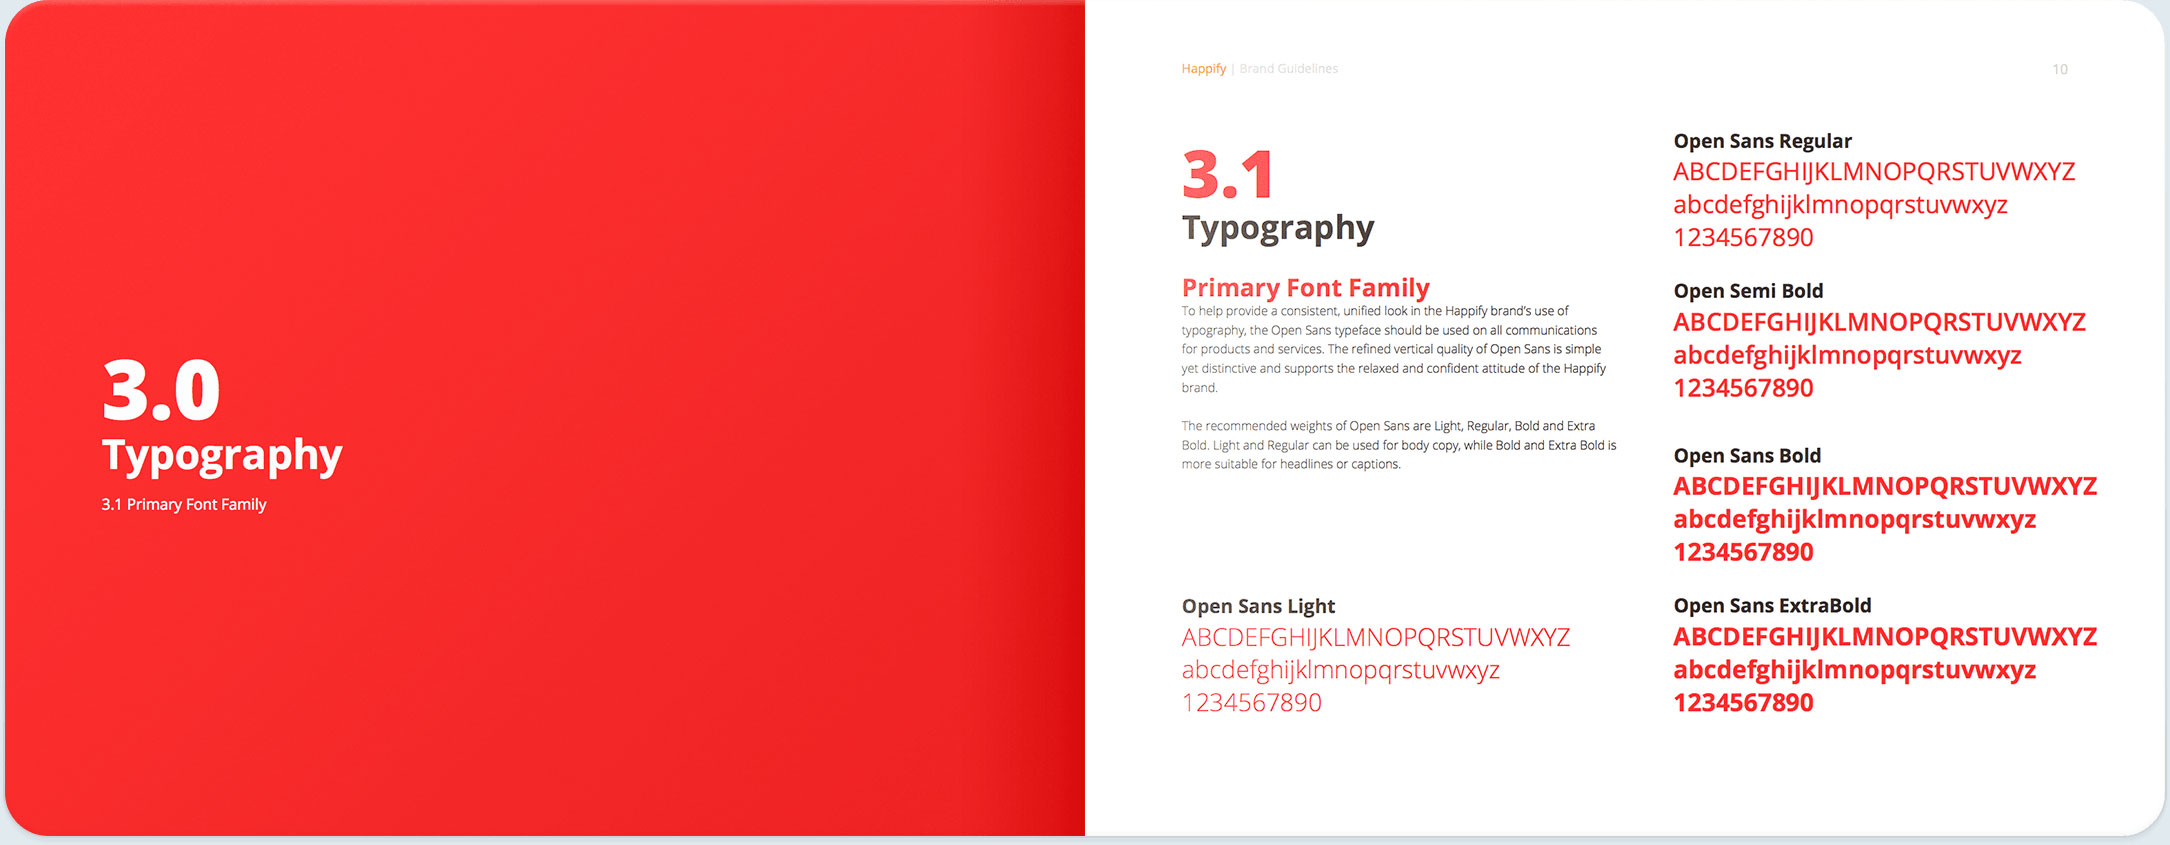 3.0
Typography
3.1 Primary Font Family
Happify | Brand Guidelines
10
3.1
Typography
Primary Font Family
To help provide a consistent, unified look in the Happify brand's use of
typography, the Open Sans typeface should be used on all communications
for products and services. The refined vertical quality of Open Sans is simple
yet distinctive and supports the relaxed and confident attitude of the Happify
brand.
The recommended weights of Open Sans are Light, Regular, Bold and Extra
Bold. Light and Regular can be used for body copy, while Bold and Extra Bold is
more suitable for headlines or captions.
Open Sans Light
ABCDEFGHIJKLMNOPQRSTUVWXYZ
abcdefghijklmnopqrstuvwxyz
1234567890
Open Sans Regular
ABCDEFGHIJKLMNOPQRSTUVWXYZ
abcdefghijklmnopqrstuvwxyz
1234567890
Open Semi Bold
ABCDEFGHIJKLMNOPQRSTUVWXYZ
abcdefghijklmnopqrstuvwxyz
1234567890
Open Sans Bold
ABCDEFGHIJKLMNOPQRSTUVWXYZ
abcdefghijklmnopqrstuvwxyz
1234567890
Open Sans ExtraBold
ABCDEFGHIJKLMNOPQRSTUVWXYZ
abcdefghijklmnopqrstuvwxyz
1234567890